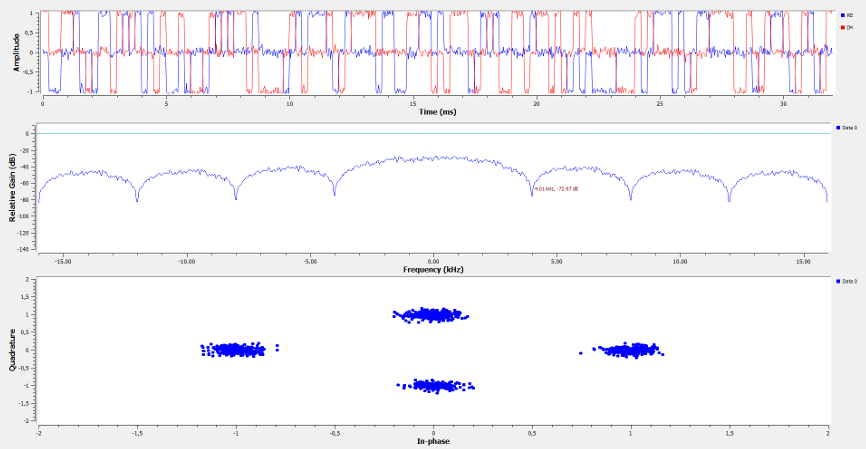 Amplitude
1
0,5
0
-0,5
-1
0 5 10 15 20 25 30
Time (ms)
RE
IM
Relative Gain (dB)
0
-20
-40
-60
-80
-100
-120
-140
4.01 kHz, -72.97 dB
-15.00 -10.00 -5.00 0.00 5.00 10.00 15.00
Frequency (kHz)
Data 0
Quadrature
2
1,5
1
0,5
0
-0,5
-1
-1,5
-2
-2 -1 -0,5 0 0,5 1 1,5 2
In-phase
Data 0